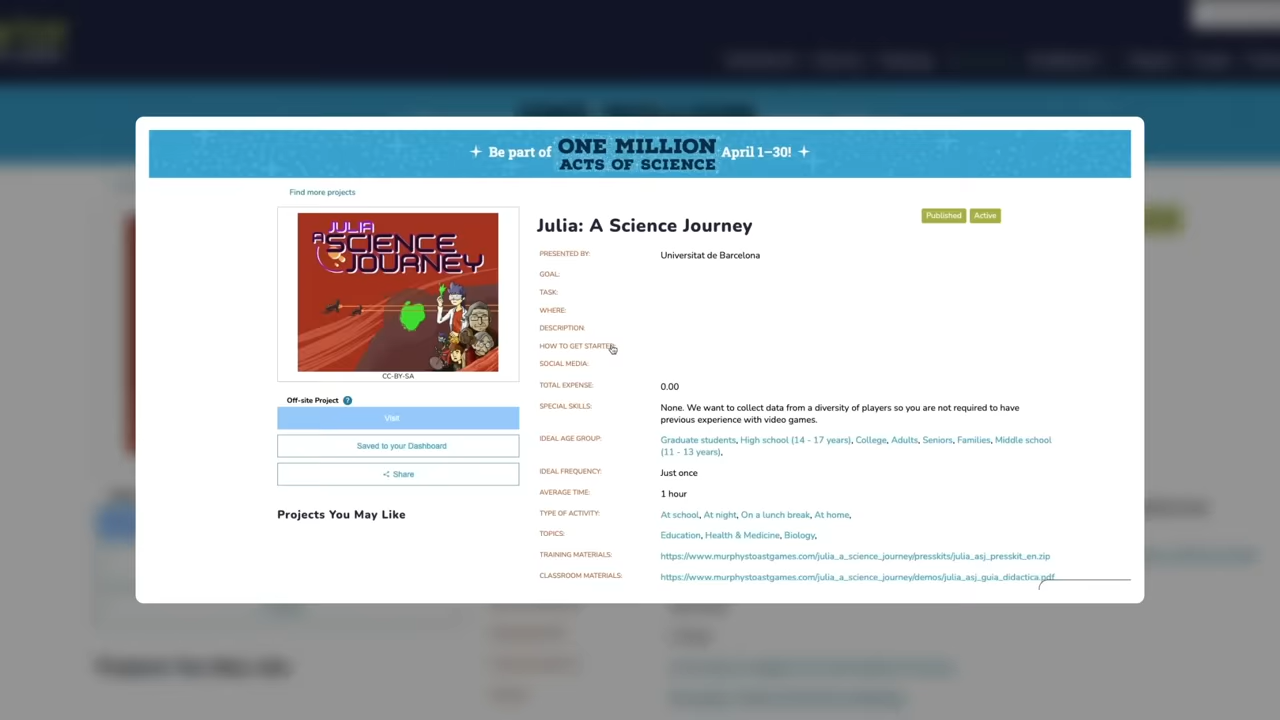 Be part of ONE MILLION ACTS OF SCIENCE April 1–30!
Find more projects
JULIA
A SCIENCE
JOURNEY
CC-BY-SA
Off-site Project ?
Visit
Saved to your Dashboard
Share
Projects You May Like
Julia: A Science Journey
Published Active
PRESENTED BY: Universitat de Barcelona
GOAL:
TASK:
WHERE:
DESCRIPTION:
HOW TO GET STARTED
SOCIAL MEDIA:
TOTAL EXPENSE: 0.00
SPECIAL SKILLS: None. We want to collect data from a diversity of players so you are not required to have
previous experience with video games.
IDEAL AGE GROUP: Graduate students, High school (14 - 17 years), College, Adults, Seniors, Families, Middle school
(11 - 13 years),
IDEAL FREQUENCY: Just once
AVERAGE TIME: 1 hour
TYPE OF ACTIVITY: At school, At night, On a lunch break, At home,
TOPICS: Education, Health & Medicine, Biology,
TRAINING MATERIALS: https://www.murphystoastgames.com/julia_a_science_journey/presskits/julia_asj_presskit_en.zip
CLASSROOM MATERIALS: https://www.murphystoastgames.com/julia_a_science_journey/demos/julia_asj_guia_didactica.pdf